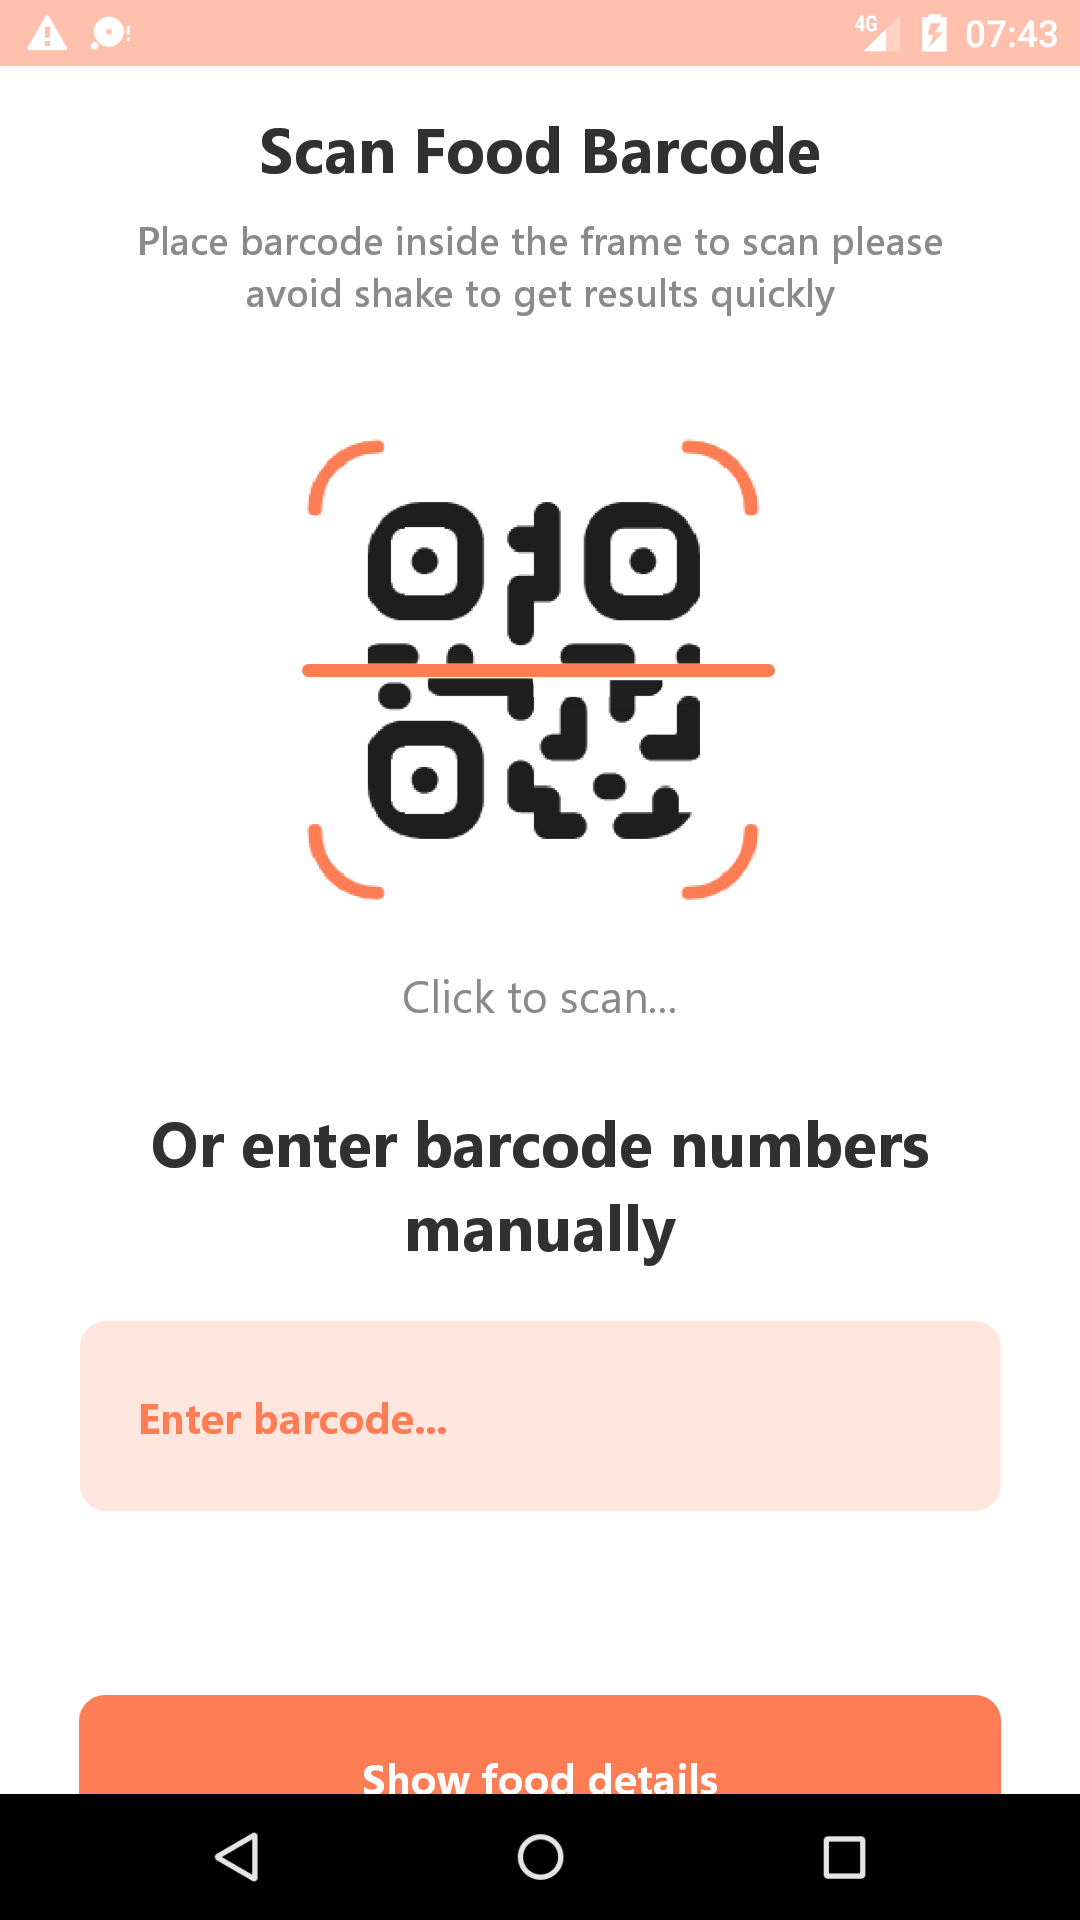 4G 07:43
Scan Food Barcode
Place barcode inside the frame to scan please
avoid shake to get results quickly
Click to scan...
Or enter barcode numbers
manually
Enter barcode...
Show food details